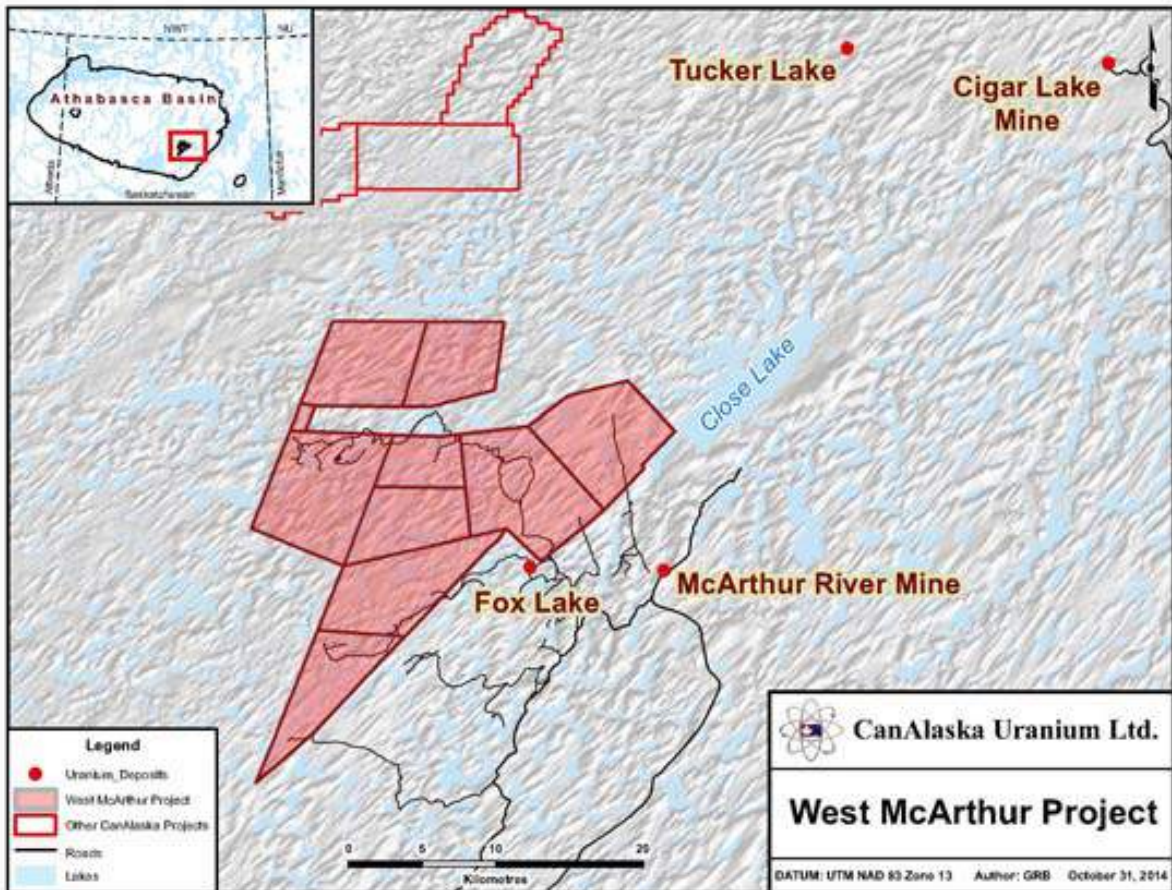 NWT
NU
Athabasca Basin
Alberta
Saskatchewan
Manitoba
Tucker Lake
Cigar Lake
Mine
Close Lake
Fox Lake
McArthur River Mine
Legend
Uranium_Deposits
West McArthur Project
Other CanAlaska Projects
Roads
Lakes
0 5 10 20
Kilometres
CanAlaska Uranium Ltd.
West McArthur Project
DATUM: UTM NAD 83 Zone 13 Author: GRB October 31, 2014